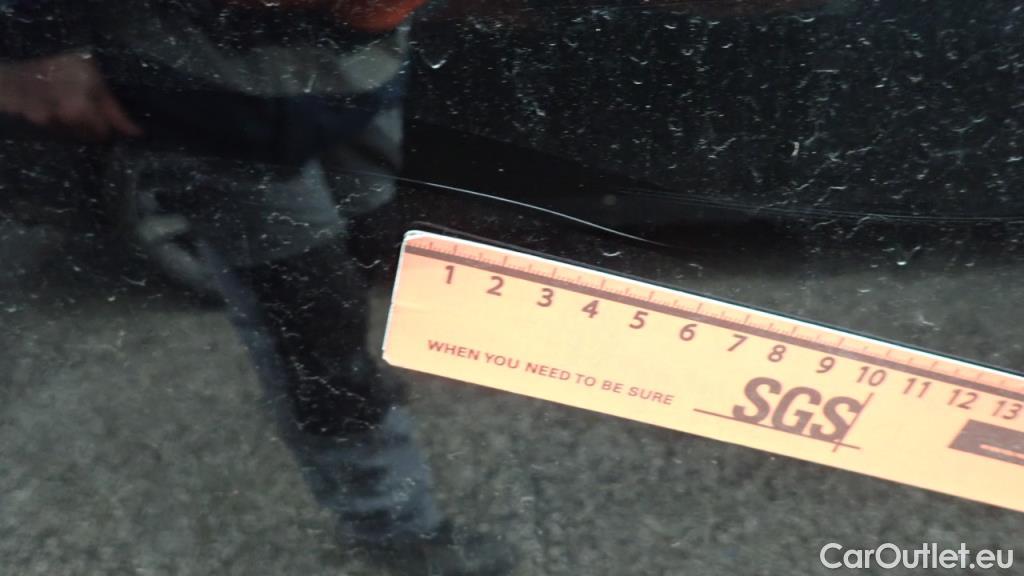 1 2 3 4 5 6 7 8 9 10 11 12 13
WHEN YOU NEED TO BE SURE
SGS
CarOutlet.eu